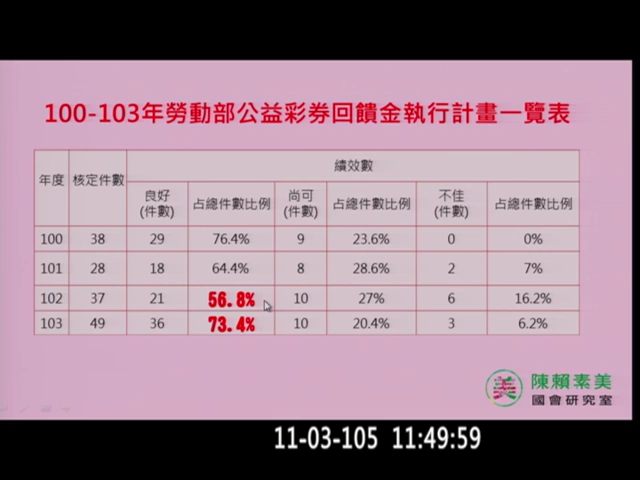 100-103年勞動部公益彩券回饋金執行計畫一覽表
年度 核定件數 績效數
良好(件數) 占總件數比例 尚可(件數) 占總件數比例 不佳(件數) 占總件數比例
100 38 29 76.4% 9 23.6% 0 0%
101 28 18 64.4% 8 28.6% 2 7%
102 37 21 56.8% 10 27% 6 16.2%
103 49 36 73.4% 10 20.4% 3 6.2%
美 陳賴素美
國會研究室
11-03-105 11:49:59